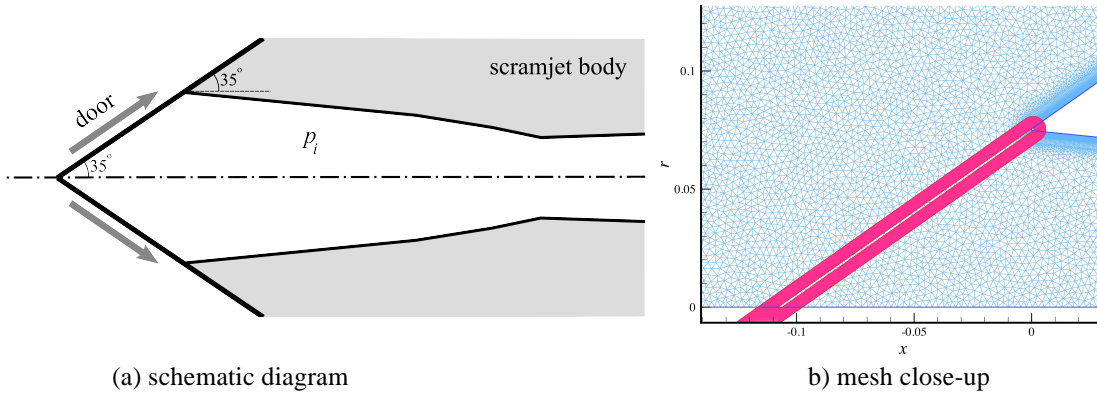 35°
scramjet body
door
p_i
35°
(a) schematic diagram
0.1
0.05
0
r
-0.1
-0.05
0
x
b) mesh close-up